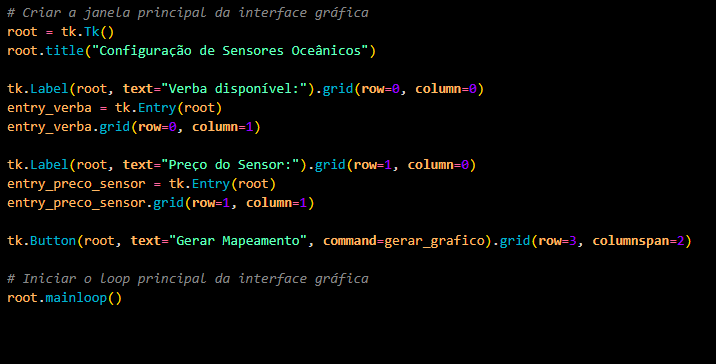 # Criar a janela principal da interface gráfica
root = tk.Tk()
root.title("Configuração de Sensores Oceânicos")
tk.Label(root, text="Verba disponível:").grid(row=0, column=0)
entry_verba = tk.Entry(root)
entry_verba.grid(row=0, column=1)
tk.Label(root, text="Preço do Sensor:").grid(row=1, column=0)
entry_preco_sensor = tk.Entry(root)
entry_preco_sensor.grid(row=1, column=1)
tk.Button(root, text="Gerar Mapeamento", command=gerar_grafico).grid(row=3, columnspan=2)
# Iniciar o loop principal da interface gráfica
root.mainloop()